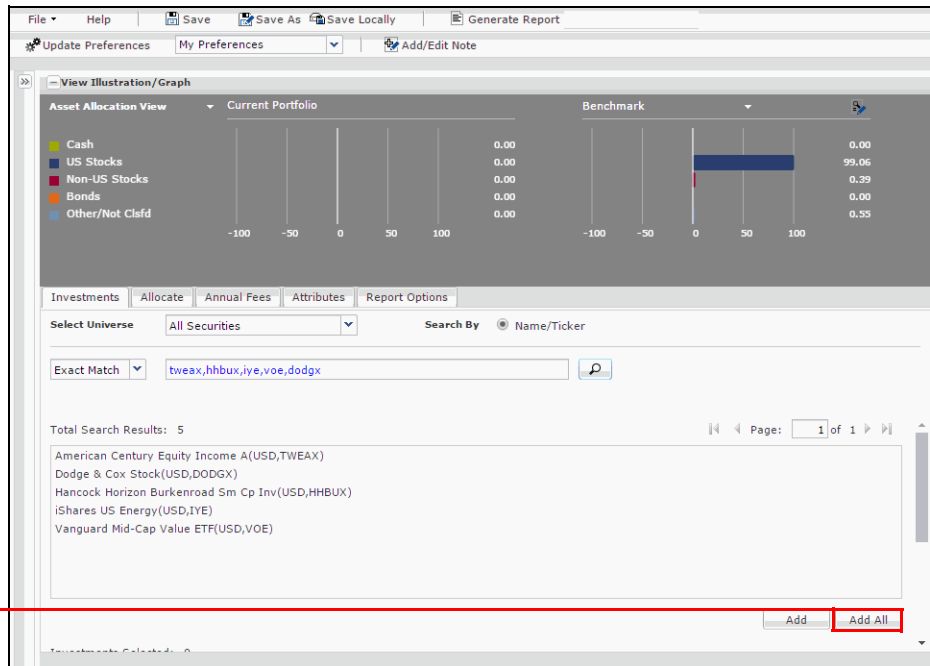 File Help Save Save As Save Locally Generate Report
Update Preferences My Preferences Add/Edit Note
View Illustration/Graph
Asset Allocation View Current Portfolio Benchmark
Cash 0.00 0.00
US Stocks 0.00 99.06
Non-US Stocks 0.00 0.39
Bonds 0.00 0.00
Other/Not Clsfd 0.00 0.55
-100 -50 0 50 100 -100 -50 0 50 100
Investments Allocate Annual Fees Attributes Report Options
Select Universe All Securities Search By Name/Ticker
Exact Match tweax,hhbux,iye,voe,dodgx
Total Search Results: 5 Page: 1 of 1
American Century Equity Income A(USD,TWEAX)
Dodge & Cox Stock(USD,DODGX)
Hancock Horizon Burkenroad Sm Cp Inv(USD,HHBUX)
iShares US Energy(USD,IYE)
Vanguard Mid-Cap Value ETF(USD,VOE)
Add Add All
Investments Selected: 0